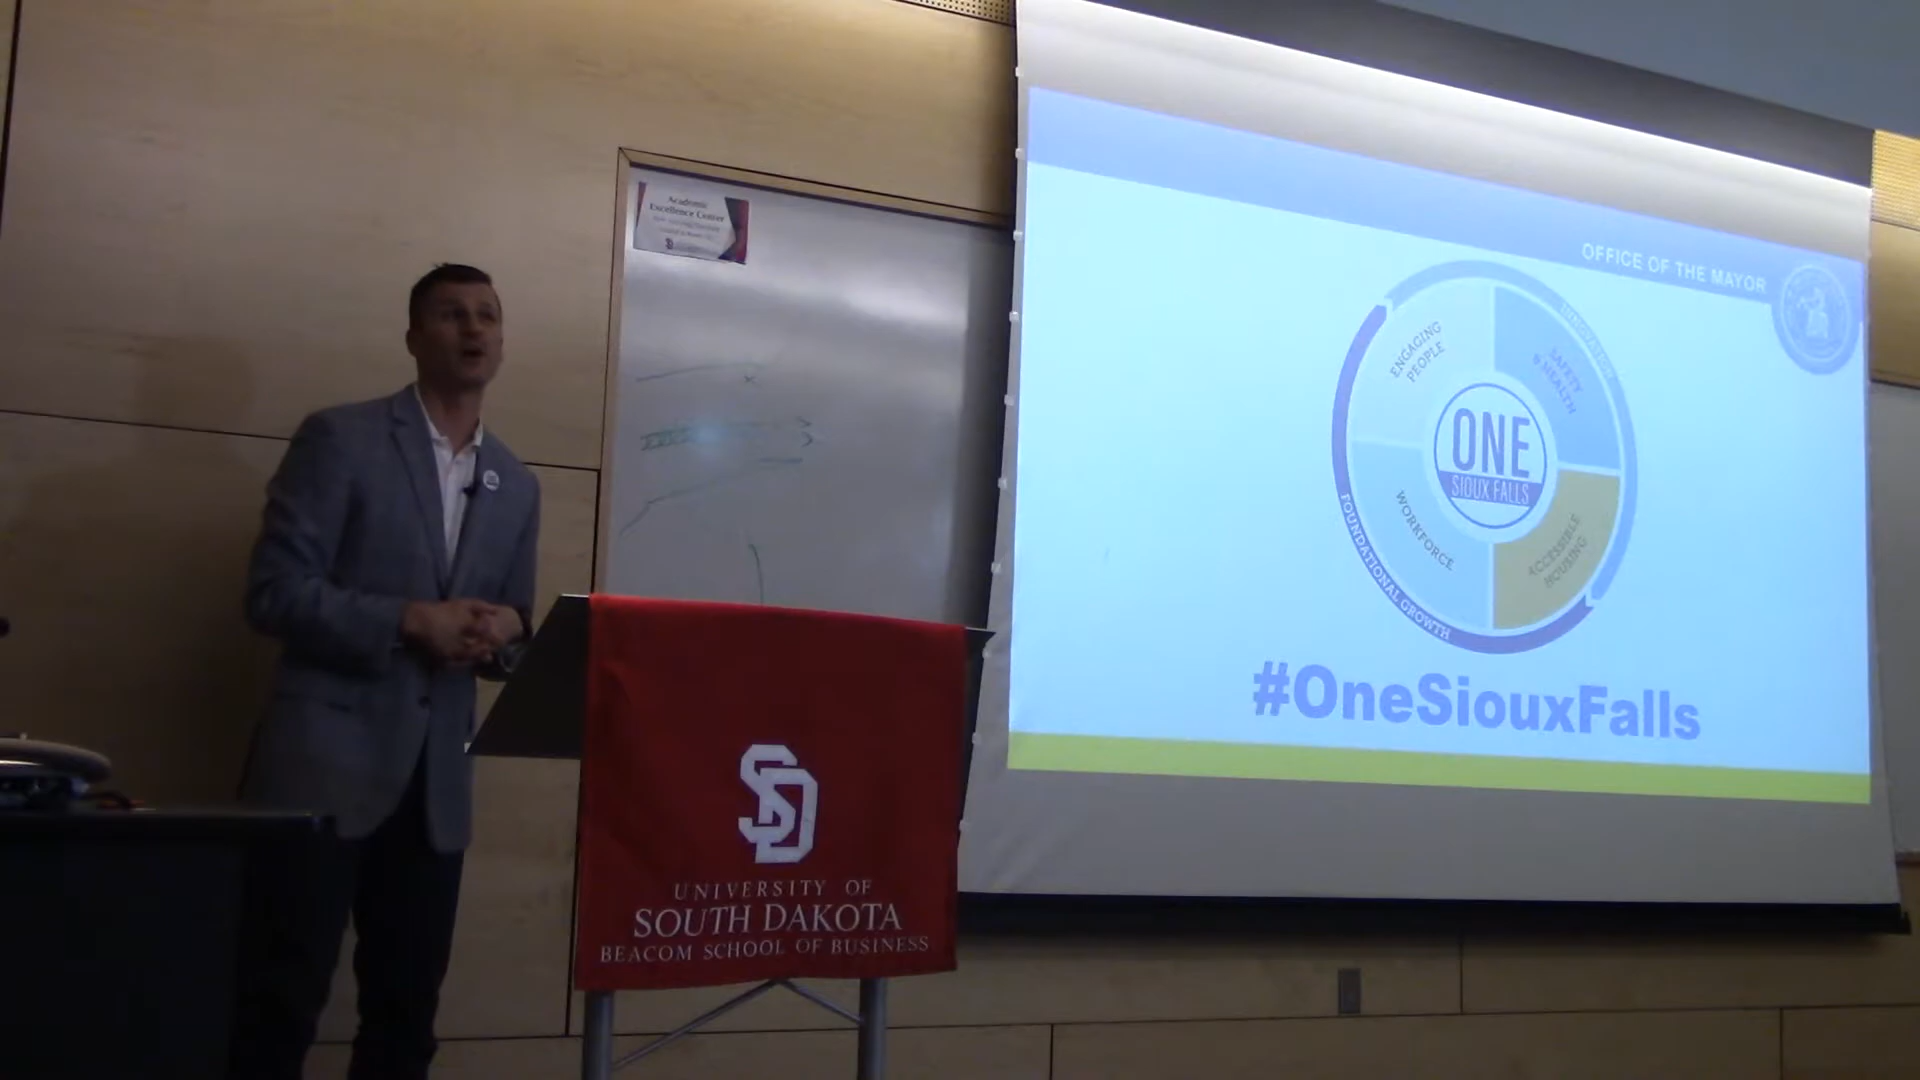 Academic
Excellence Center
OFFICE OF THE MAYOR
INNOVATION
ENGAGING
PEOPLE
SAFETY
& HEALTH
ONE
SIOUX FALLS
WORKFORCE
ACCESSIBLE
HOUSING
FOUNDATIONAL GROWTH
#OneSiouxFalls
SD
UNIVERSITY OF
SOUTH DAKOTA
BEACOM SCHOOL OF BUSINESS